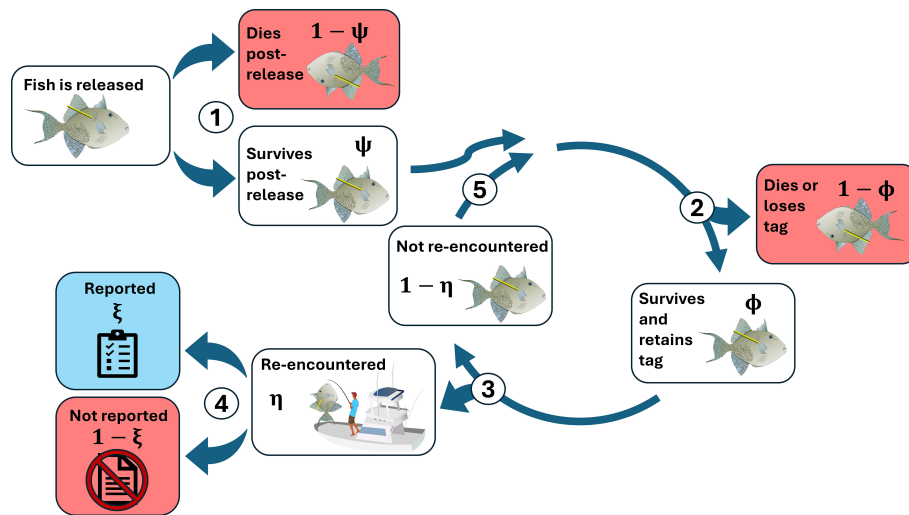 Fish is released
1
Dies
post-
release
1 − ψ
Survives
post-
release
ψ
5
2
Dies or
loses
tag
1 − ϕ
Not re-encountered
1 − η
Survives
and
retains
tag
ϕ
3
Reported
ξ
Re-encountered
η
4
Not reported
1 − ξ